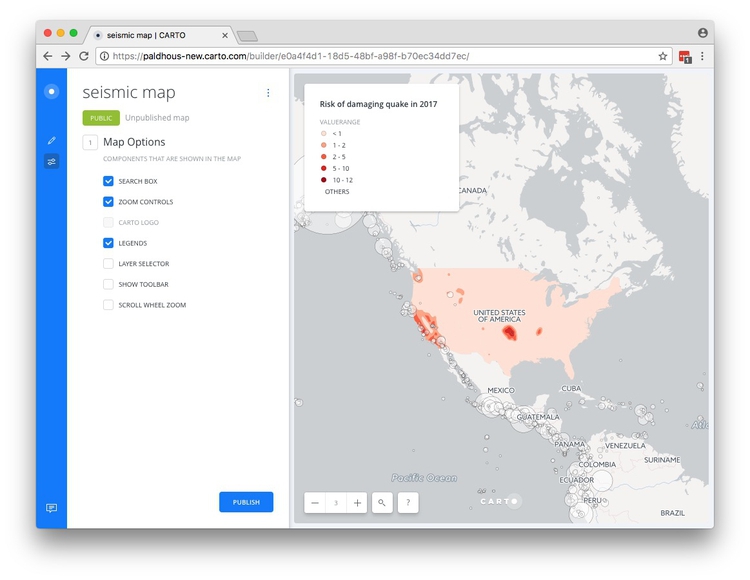 seismic map | CARTO
https://paldhous-new.carto.com/builder/e0a4f4d1-18d5-48bf-a98f-b70ec34dd7ec/
1
seismic map
PUBLIC
Unpublished map
1
Map Options
COMPONENTS THAT ARE SHOWN IN THE MAP
SEARCH BOX
ZOOM CONTROLS
CARTO LOGO
LEGENDS
LAYER SELECTOR
SHOW TOOLBAR
SCROLL WHEEL ZOOM
PUBLISH
Risk of damaging quake in 2017
VALUERANGE
< 1
1 - 2
2 - 5
5 - 10
10 - 12
OTHERS
CANADA
UNITED STATES
OF AMERICA
MEXICO
CUBA
GUATEMALA
PANAMA
VENEZUELA
COLOMBIA
SURINAME
ECUADOR
PERU
BRAZIL
Pacific Ocean
3
?
CARTO